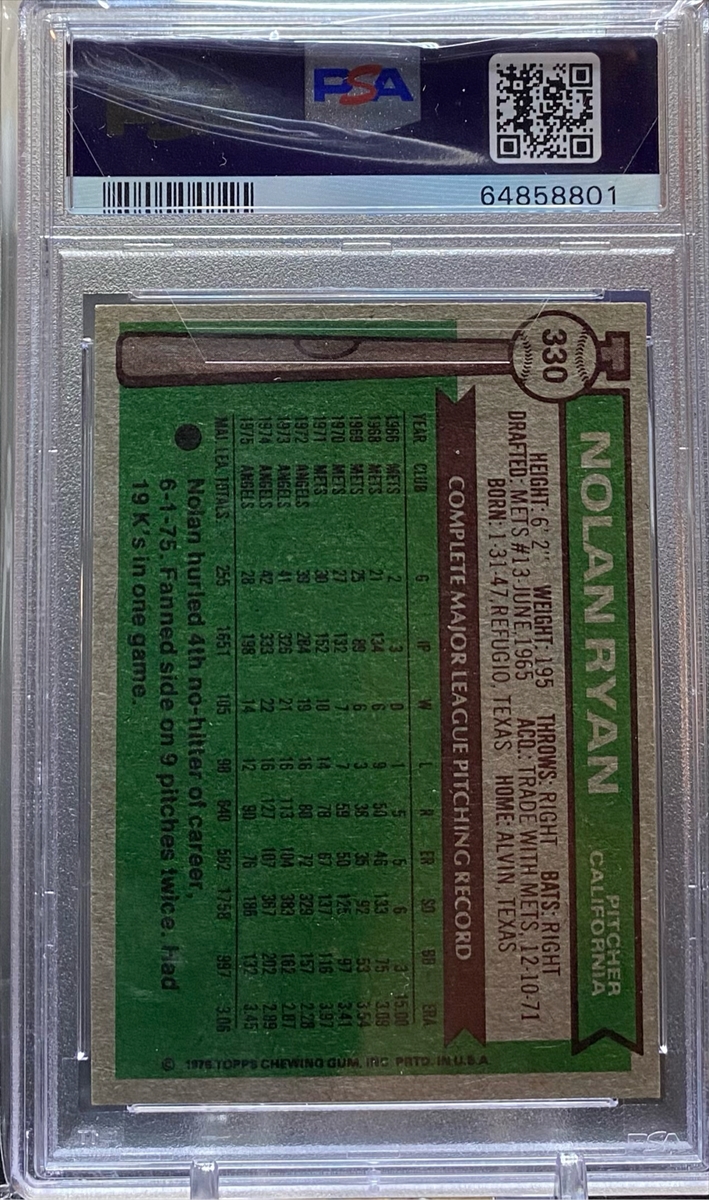 PSA
64858801
330
NOLAN RYAN
PITCHER
CALIFORNIA
HEIGHT: 6' 2'' WEIGHT: 195 THROWS: RIGHT BATS: RIGHT
DRAFTED: METS #13-JUNE, 1965 ACQ.: TRADE WITH METS, 12-10-71
BORN: 1-31-47, REFUGIO, TEXAS HOME: ALVIN, TEXAS
COMPLETE MAJOR LEAGUE PITCHING RECORD
YEAR CLUB G IP W L R ER SO BB ERA
1966 METS 2 3 0 1 5 5 6 3 15.00
1968 METS 21 134 6 9 50 46 133 75 3.09
1969 METS 25 89 6 3 38 35 92 53 3.54
1970 METS 27 132 7 7 59 50 125 97 3.41
1971 METS 30 152 10 14 78 67 137 116 3.97
1972 ANGELS 39 284 19 16 80 72 329 157 2.28
1973 ANGELS 41 326 21 16 113 104 383 162 2.87
1974 ANGELS 42 333 22 16 127 107 367 202 2.89
1975 ANGELS 28 198 14 12 90 76 186 132 3.45
MAJ. LEA. TOTALS 255 1651 105 98 640 562 1758 997 3.06
Nolan hurled 4th no-hitter of career,
6-1-75. Fanned side on 9 pitches twice. Had
19 K's in one game.
© 1976 TOPPS CHEWING GUM, INC. PRTD. IN U.S.A.
PSA